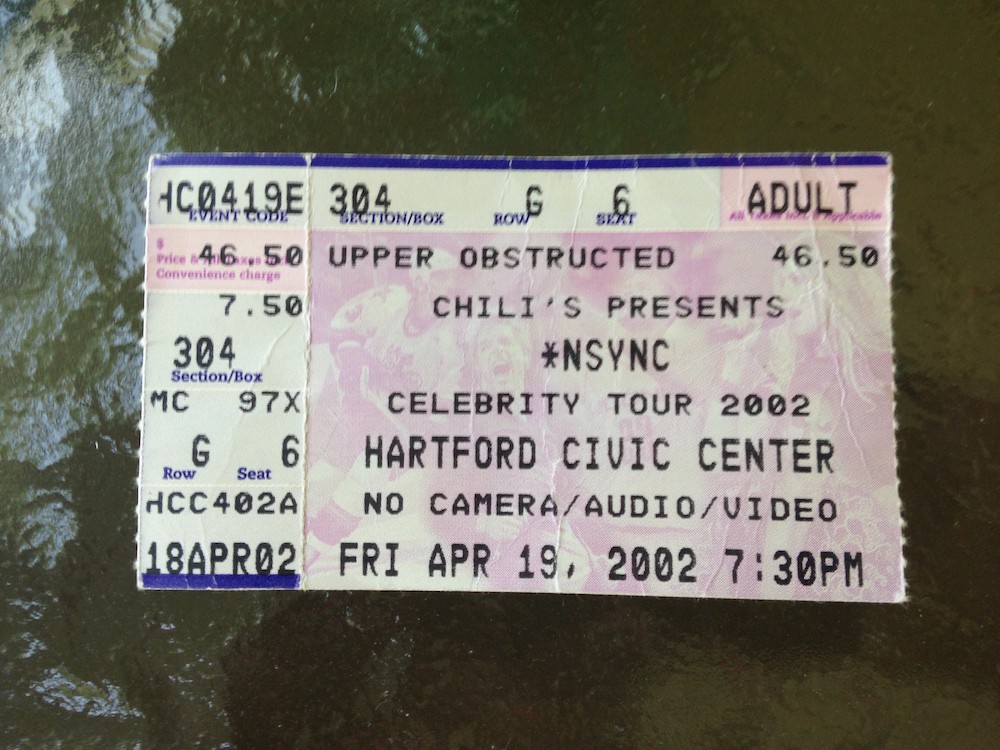 HC0419E 304 G 6 ADULT
EVENT CODE SECTION/BOX ROW SEAT
46.50 UPPER OBSTRUCTED 46.50
$
Price &
Convenience charge
7.50 CHILI'S PRESENTS
304 *NSYNC
Section/Box
MC 97X CELEBRITY TOUR 2002
G 6 HARTFORD CIVIC CENTER
Row Seat
HCC402A NO CAMERA/AUDIO/VIDEO
18APR02 FRI APR 19, 2002 7:30PM